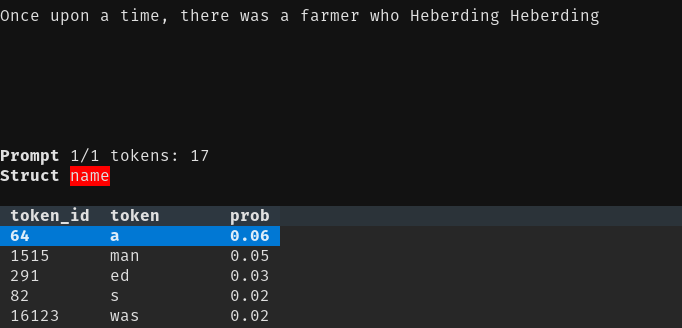 Once upon a time, there was a farmer who Heberding Heberding
Prompt 1/1 tokens: 17
Struct name
token_id token prob
64 a 0.06
1515 man 0.05
291 ed 0.03
82 s 0.02
16123 was 0.02